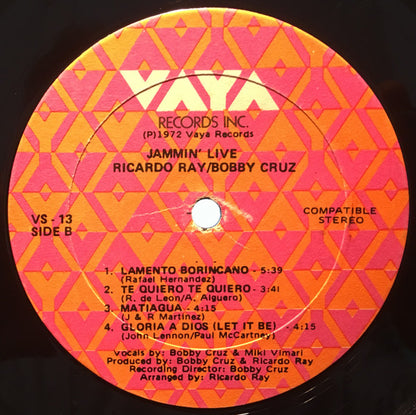 VAYA
RECORDS INC.
(P)1972 Vaya Records
JAMMIN' LIVE
RICARDO RAY/BOBBY CRUZ
VS - 13
SIDE B
COMPATIBLE
STEREO
1. LAMENTO BORINCANO - 5:39
(Rafael Hernandez)
2. TE QUIERO TE QUIERO - 3:41
(R. de Leon/A. Alguero)
3. MATIAGUA - 4:15
(J & R Martinez)
4. GLORIA A DIOS (LET IT BE) - 4:15
(John Lennon/Paul McCartney)
Vocals by: Bobby Cruz & Miki Vimari
Produced by: Bobby Cruz & Ricardo Ray
Recording Director: Bobby Cruz
Arranged by: Ricardo Ray